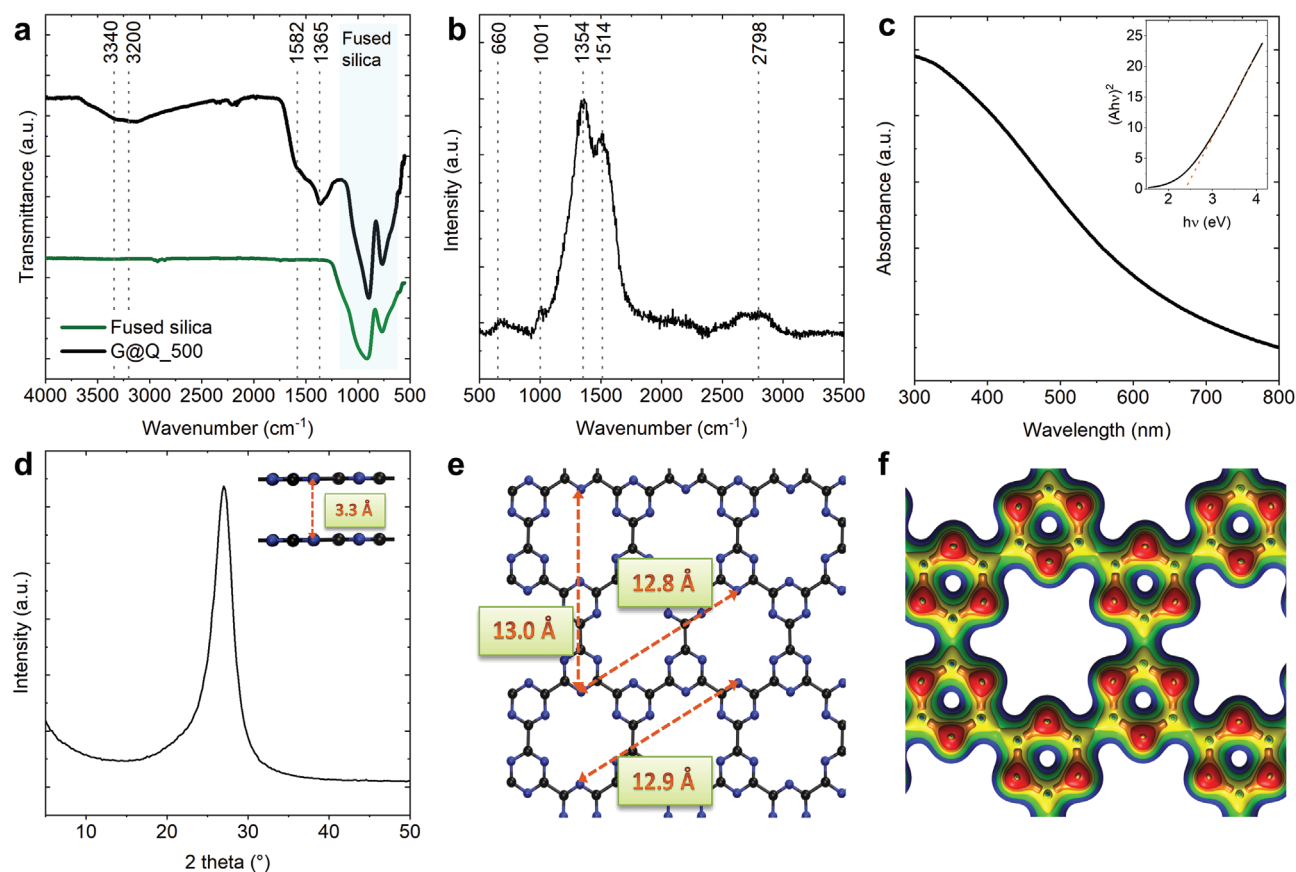 a
3340
3200
1582
1365
Fused
silica
Transmittance (a.u.)
Fused silica
G@Q_500
4000 3500 3000 2500 2000 1500 1000 500
Wavenumber (cm⁻¹)
b
660
1001
1354
1514
2798
Intensity (a.u.)
500 1000 1500 2000 2500 3000 3500
Wavenumber (cm⁻¹)
c
Absorbance (a.u.)
25
20
15
10
5
0
(Ahν)²
2 3 4
hν (eV)
300 400 500 600 700 800
Wavelength (nm)
d
3.3 Å
Intensity (a.u.)
10 20 30 40 50
2 theta (°)
e
12.8 Å
13.0 Å
12.9 Å
f